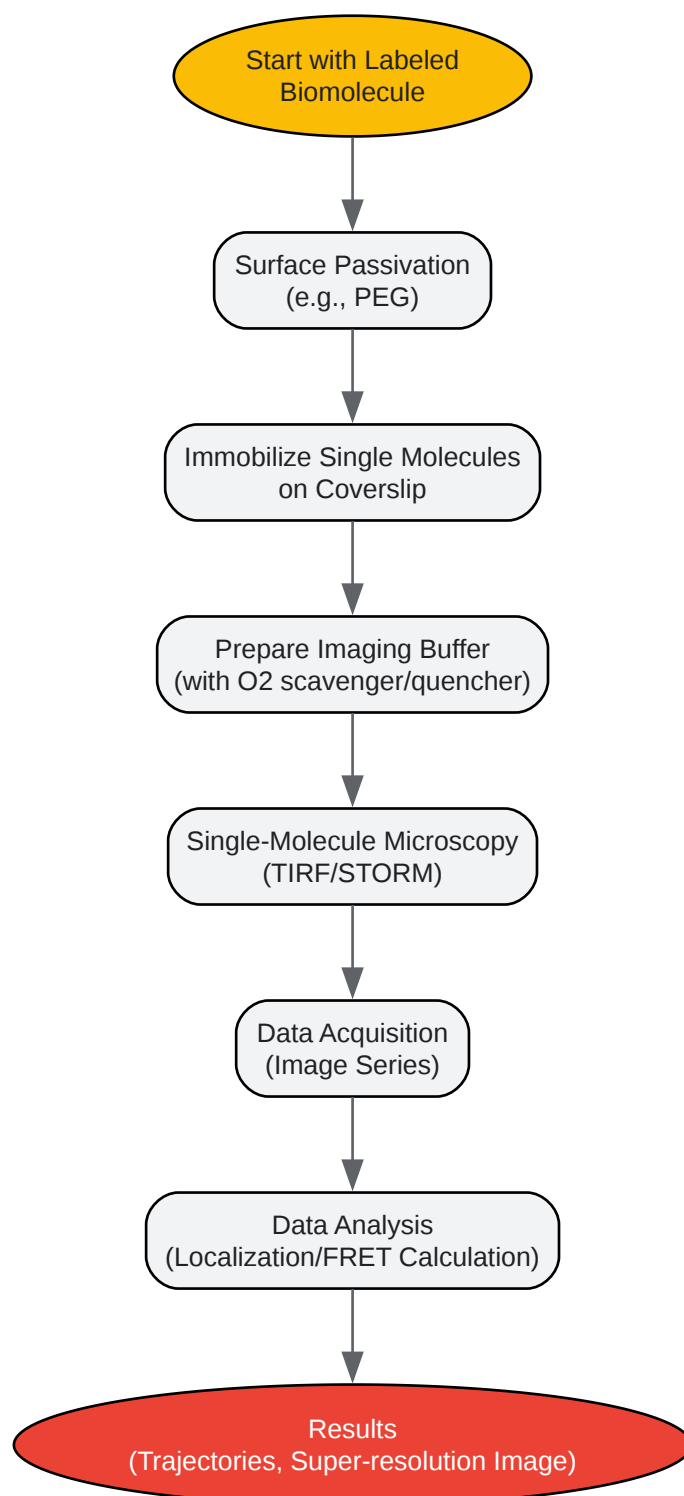 Start with Labeled
Biomolecule
Surface Passivation
(e.g., PEG)
Immobilize Single Molecules
on Coverslip
Prepare Imaging Buffer
(with O2 scavenger/quencher)
Single-Molecule Microscopy
(TIRF/STORM)
Data Acquisition
(Image Series)
Data Analysis
(Localization/FRET Calculation)
Results
(Trajectories, Super-resolution Image)